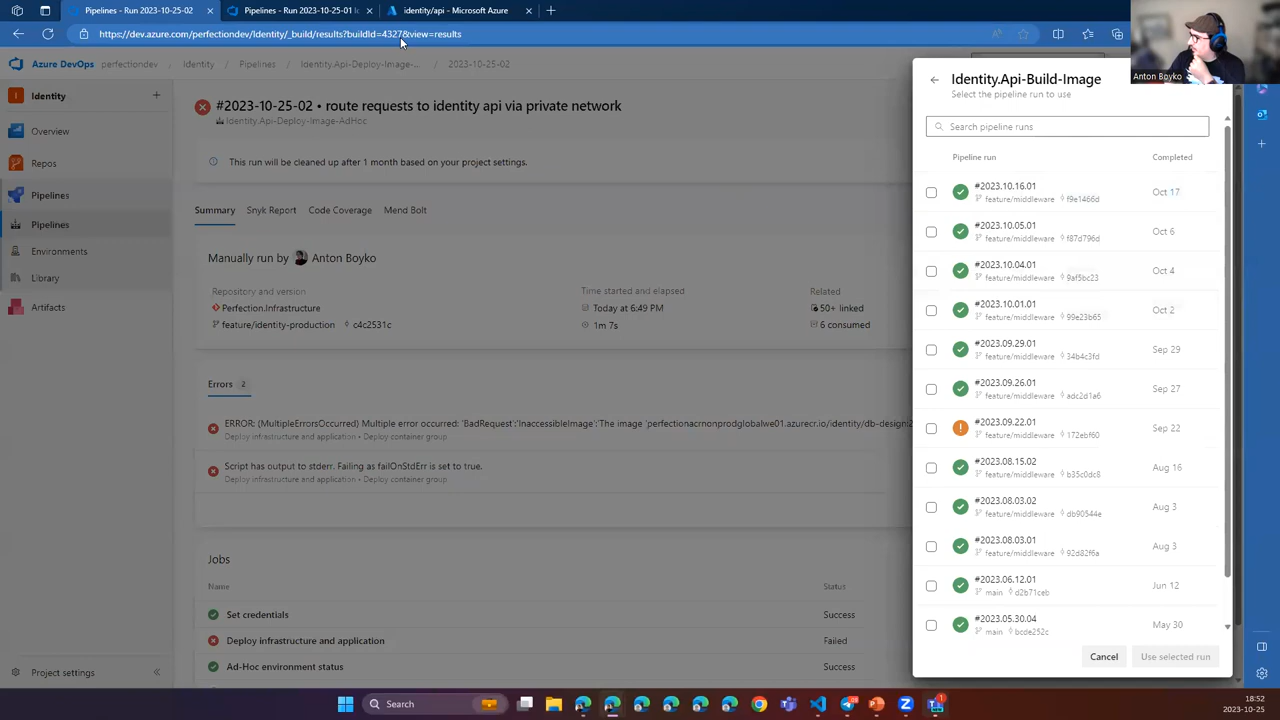 Pipelines - Run 2023-10-25-02
Pipelines - Run 2023-10-25-01 l
identity/api - Microsoft Azure
https://dev.azure.com/perfectiondev/Identity/_build/results?buildId=4327&view=results
Anton Boyko
Azure DevOps
perfectiondev / Identity / Pipelines / Identity.Api-Deploy-Image-... / 2023-10-25-02
Identity
Overview
Repos
Pipelines
Pipelines
Environments
Library
Artifacts
Project settings
#2023-10-25-02 • route requests to identity api via private network
Identity.Api-Deploy-Image-AdHoc
This run will be cleaned up after 1 month based on your project settings.
Summary
Snyk Report
Code Coverage
Mend Bolt
Manually run by Anton Boyko
Repository and version
Perfection.Infrastructure
feature/identity-production c4c2531c
Time started and elapsed
Today at 6:49 PM
1m 7s
Related
50+ linked
6 consumed
Errors 2
ERROR: (MultipleErrorsOccurred) Multiple error occurred: 'BadRequest':'InaccessibleImage':'The image 'perfectionacrnonprodglobalwe01.azurecr.io/identity/db-design:2
Deploy infrastructure and application • Deploy container group
Script has output to stderr. Failing as failOnStdErr is set to true.
Deploy infrastructure and application • Deploy container group
Jobs
Name
Status
Set credentials
Success
Deploy infrastructure and application
Failed
Ad-Hoc environment status
Success
Identity.Api-Build-Image
Select the pipeline run to use
Search pipeline runs
Pipeline run
Completed
#2023.10.16.01
feature/middleware f9e1466d
Oct 17
#2023.10.05.01
feature/middleware f87d796d
Oct 6
#2023.10.04.01
feature/middleware 9af5bc23
Oct 4
#2023.10.01.01
feature/middleware 99e23b65
Oct 2
#2023.09.29.01
feature/middleware 34b4c3fd
Sep 29
#2023.09.26.01
feature/middleware adc2d1a6
Sep 27
#2023.09.22.01
feature/middleware 172ebf60
Sep 22
#2023.08.15.02
feature/middleware b35c0dc8
Aug 16
#2023.08.03.02
feature/middleware db90544e
Aug 3
#2023.08.03.01
feature/middleware 92d82f6a
Aug 3
#2023.06.12.01
main d2b71ceb
Jun 12
#2023.05.30.04
main bcde252c
May 30
Cancel
Use selected run
Search
18:52
2023-10-25